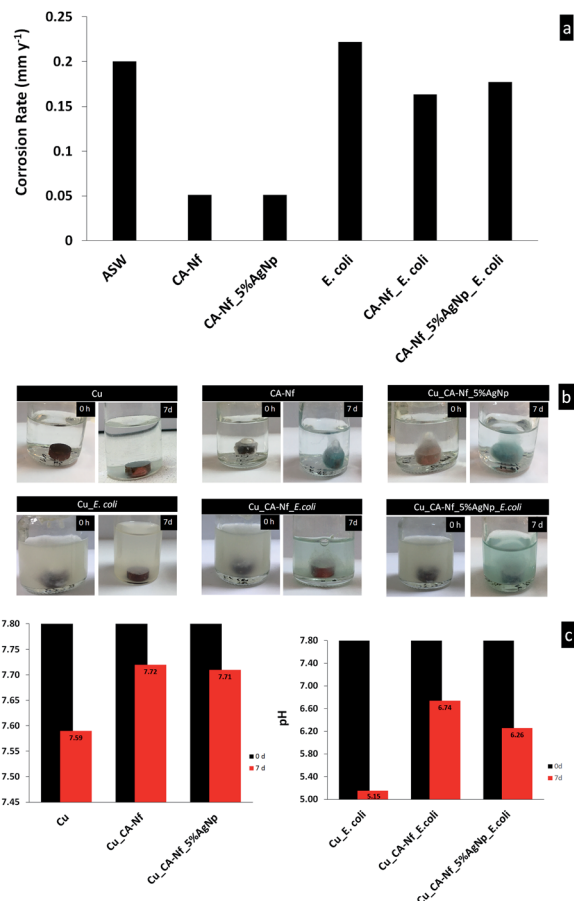 a
0.25
0.2
0.15
0.1
0.05
0
Corrosion Rate (mm y-1)
ASW
CA-Nf
CA-Nf_5%AgNp
E. coli
CA-Nf_E. coli
CA-Nf_5%AgNp_E. coli
b
Cu
CA-Nf
Cu_CA-Nf_5%AgNp
0 h
7d
0 h
7d
0 h
7 d
Cu_E. coli
Cu_CA-Nf_E.coli
Cu_CA-Nf_5%AgNp_E.coli
0 h
7d
0 h
7d
0 h
7d
c
7.80
7.75
7.70
7.65
7.60
7.55
7.50
7.45
7.59
7.72
7.71
0 d
7 d
Cu
Cu_CA-Nf
Cu_CA-Nf_5%AgNp
pH
7.80
7.40
7.00
6.60
6.20
5.80
5.40
5.00
5.15
6.74
6.26
0d
7d
Cu_E. coli
Cu_CA-Nf_E.coli
Cu_CA-Nf_5%AgNp_E.coli